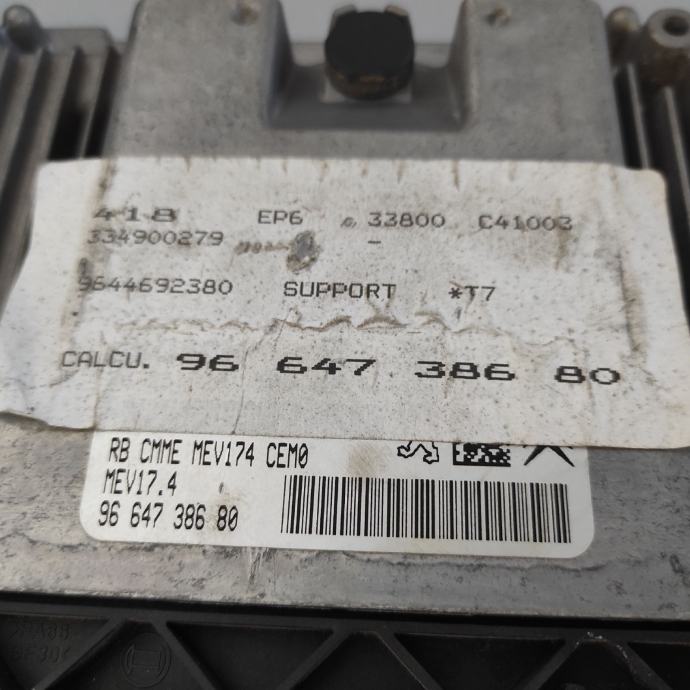 418 EP6 33800 C41003
334900279 -
9644692380 SUPPORT *T7
CALCU. 96 647 386 80
RB CMME MEV174 CEM0
MEV17.4
96 647 386 80